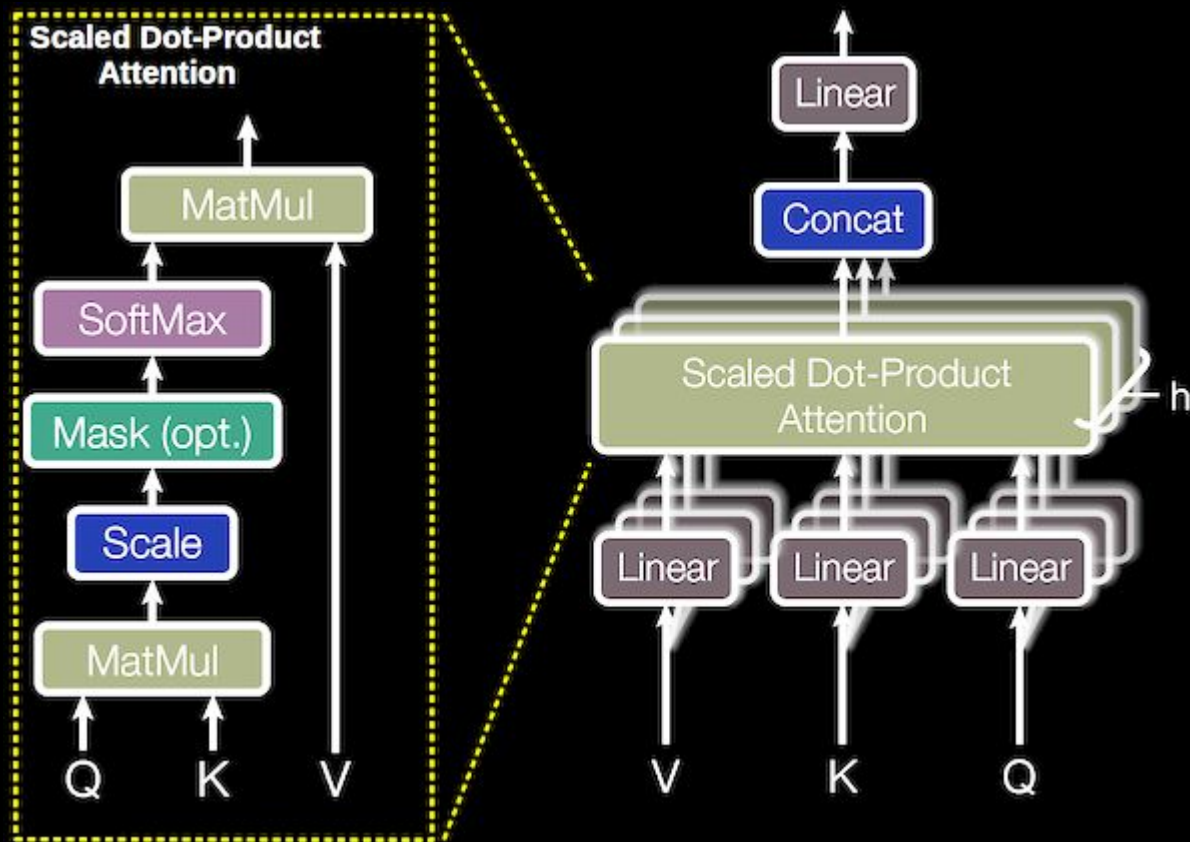 Scaled Dot-Product
Attention
MatMul
SoftMax
Mask (opt.)
Scale
MatMul
Q K V
Linear
Concat
Scaled Dot-Product
Attention
h
Linear Linear Linear
V K Q